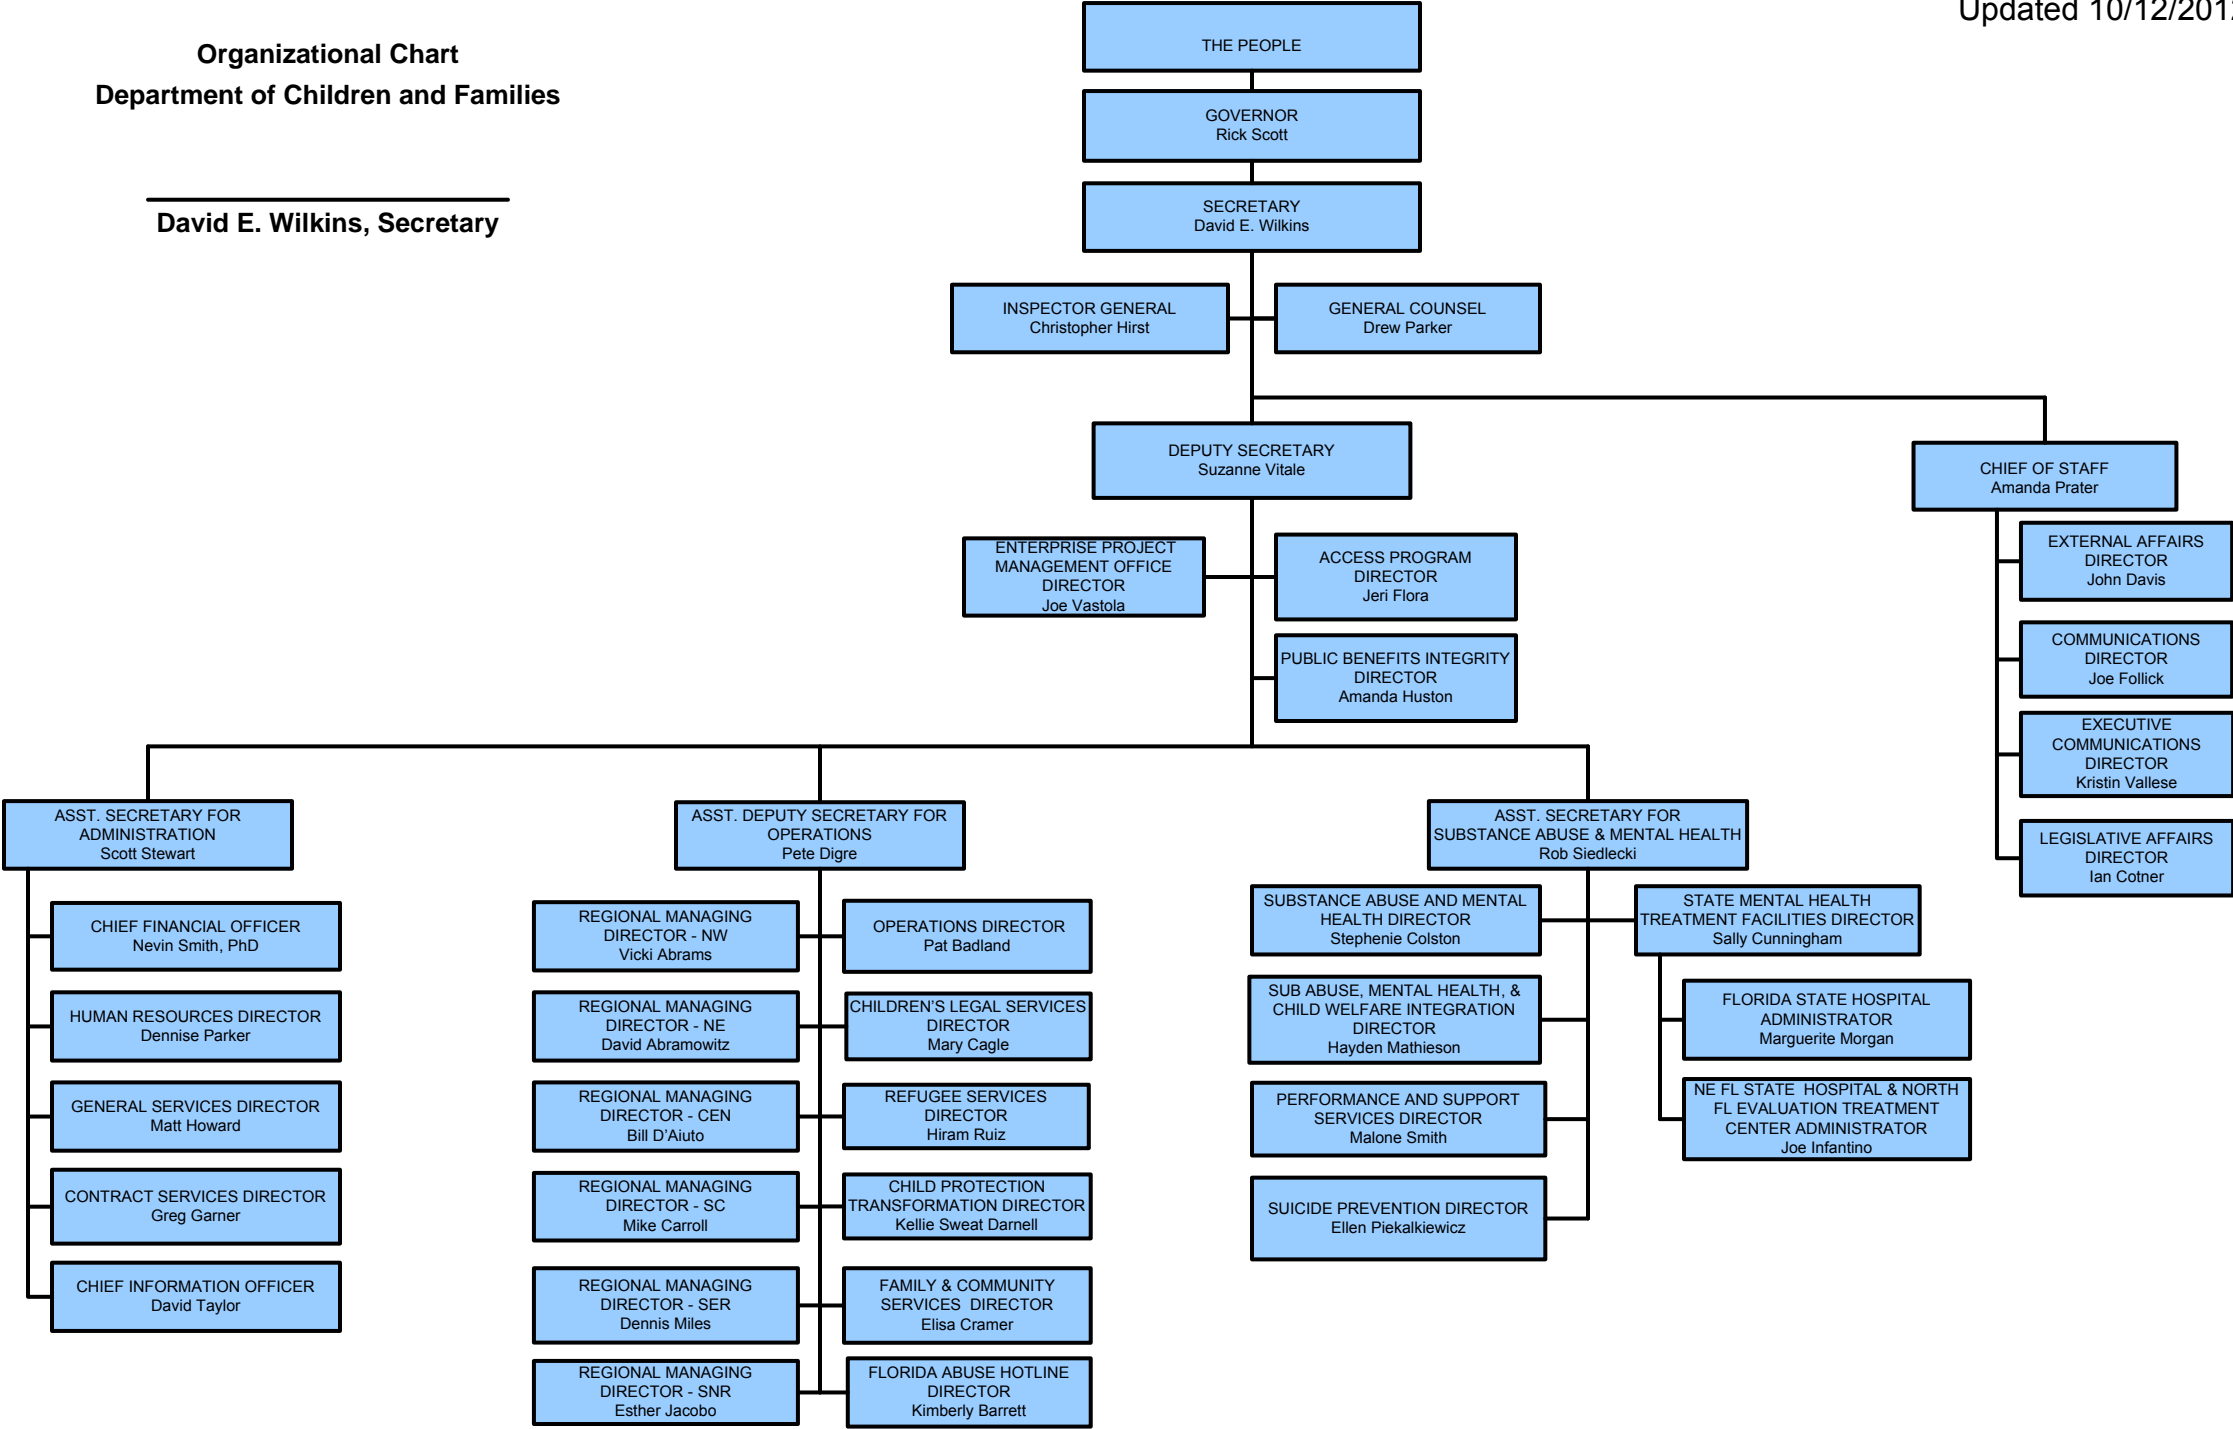 Updated 10/12/2012
Organizational Chart
Department of Children and Families
David E. Wilkins, Secretary
THE PEOPLE
GOVERNOR
Rick Scott
SECRETARY
David E. Wilkins
INSPECTOR GENERAL
Christopher Hirst
GENERAL COUNSEL
Drew Parker
DEPUTY SECRETARY
Suzanne Vitale
CHIEF OF STAFF
Amanda Prater
ENTERPRISE PROJECT
MANAGEMENT OFFICE
DIRECTOR
Joe Vastola
ACCESS PROGRAM
DIRECTOR
Jeri Flora
PUBLIC BENEFITS INTEGRITY
DIRECTOR
Amanda Huston
EXTERNAL AFFAIRS
DIRECTOR
John Davis
COMMUNICATIONS
DIRECTOR
Joe Follick
EXECUTIVE
COMMUNICATIONS
DIRECTOR
Kristin Vallese
LEGISLATIVE AFFAIRS
DIRECTOR
Ian Cotner
ASST. SECRETARY FOR
ADMINISTRATION
Scott Stewart
CHIEF FINANCIAL OFFICER
Nevin Smith, PhD
HUMAN RESOURCES DIRECTOR
Dennise Parker
GENERAL SERVICES DIRECTOR
Matt Howard
CONTRACT SERVICES DIRECTOR
Greg Garner
CHIEF INFORMATION OFFICER
David Taylor
ASST. DEPUTY SECRETARY FOR
OPERATIONS
Pete Digre
REGIONAL MANAGING
DIRECTOR - NW
Vicki Abrams
REGIONAL MANAGING
DIRECTOR - NE
David Abramowitz
REGIONAL MANAGING
DIRECTOR - CEN
Bill D’Aiuto
REGIONAL MANAGING
DIRECTOR - SC
Mike Carroll
REGIONAL MANAGING
DIRECTOR - SER
Dennis Miles
REGIONAL MANAGING
DIRECTOR - SNR
Esther Jacobo
OPERATIONS DIRECTOR
Pat Badland
CHILDREN’S LEGAL SERVICES
DIRECTOR
Mary Cagle
REFUGEE SERVICES
DIRECTOR
Hiram Ruiz
CHILD PROTECTION
TRANSFORMATION DIRECTOR
Kellie Sweat Darnell
FAMILY & COMMUNITY
SERVICES DIRECTOR
Elisa Cramer
FLORIDA ABUSE HOTLINE
DIRECTOR
Kimberly Barrett
ASST. SECRETARY FOR
SUBSTANCE ABUSE & MENTAL HEALTH
Rob Siedlecki
SUBSTANCE ABUSE AND MENTAL
HEALTH DIRECTOR
Stephenie Colston
SUB ABUSE, MENTAL HEALTH, &
CHILD WELFARE INTEGRATION
DIRECTOR
Hayden Mathieson
PERFORMANCE AND SUPPORT
SERVICES DIRECTOR
Malone Smith
SUICIDE PREVENTION DIRECTOR
Ellen Piekalkiewicz
STATE MENTAL HEALTH
TREATMENT FACILITIES DIRECTOR
Sally Cunningham
FLORIDA STATE HOSPITAL
ADMINISTRATOR
Marguerite Morgan
NE FL STATE HOSPITAL & NORTH
FL EVALUATION TREATMENT
CENTER ADMINISTRATOR
Joe Infantino